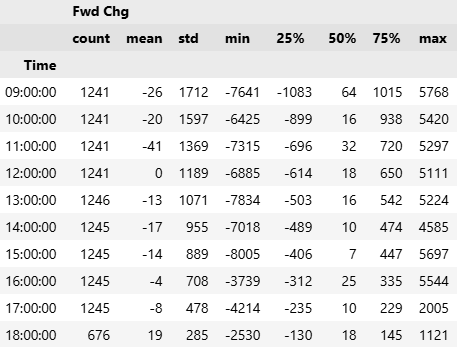 Fwd Chg
count mean std min 25% 50% 75% max
Time
09:00:00 1241 -26 1712 -7641 -1083 64 1015 5768
10:00:00 1241 -20 1597 -6425 -899 16 938 5420
11:00:00 1241 -41 1369 -7315 -696 32 720 5297
12:00:00 1241 0 1189 -6885 -614 18 650 5111
13:00:00 1246 -13 1071 -7834 -503 16 542 5224
14:00:00 1245 -17 955 -7018 -489 10 474 4585
15:00:00 1245 -14 889 -8005 -406 7 447 5697
16:00:00 1245 -4 708 -3739 -312 25 335 5544
17:00:00 1245 -8 478 -4214 -235 10 229 2005
18:00:00 676 19 285 -2530 -130 18 145 1121